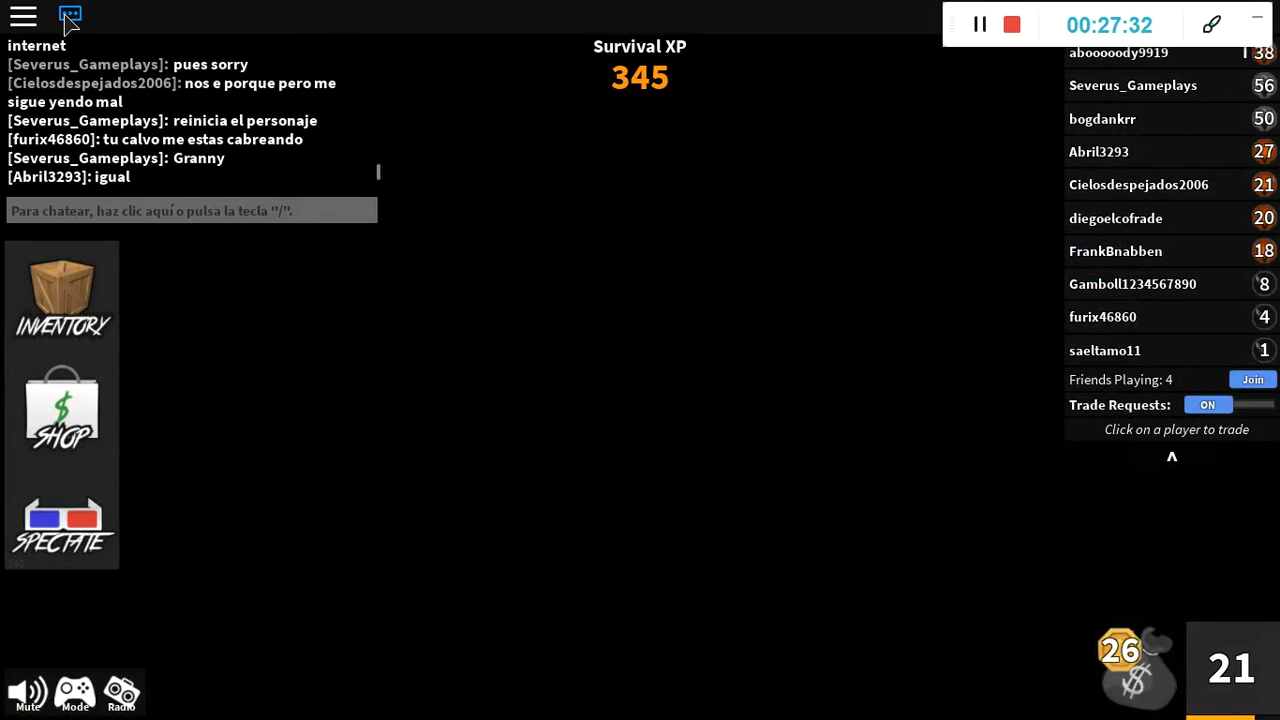 00:27:32
internet
[Severus_Gameplays]: pues sorry
[Cielosdespejados2006]: nos e porque pero me
sigue yendo mal
[Severus_Gameplays]: reinicia el personaje
[furix46860]: tu calvo me estas cabreando
[Severus_Gameplays]: Granny
[Abril3293]: igual
Para chatear, haz clic aquí o pulsa la tecla "/".
Survival XP
345
abooooody9919 38
Severus_Gameplays 56
bogdankrr 50
Abril3293 27
Cielosdespejados2006 21
diegoelcofrade 20
FrankBnabben 18
Gamboll1234567890 8
furix46860 4
saeltamo11 1
Friends Playing: 4 Join
Trade Requests: ON
Click on a player to trade
INVENTORY
$
SHOP
SPECTATE
240
Mute Mode Radio
26
$
21